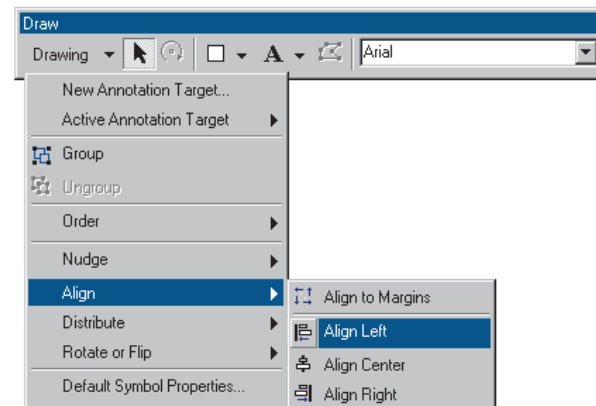 Draw
Drawing A Arial
New Annotation Target...
Active Annotation Target
Group
Ungroup
Order
Nudge
Align
Distribute
Rotate or Flip
Default Symbol Properties...
Align to Margins
Align Left
Align Center
Align Right